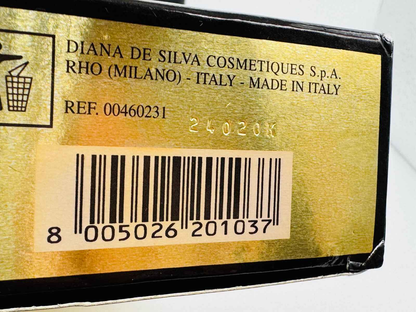 DIANA DE SILVA COSMETIQUES S.p.A.
RHO (MILANO) - ITALY - MADE IN ITALY
REF. 00460231
24020K
8 005026 201037